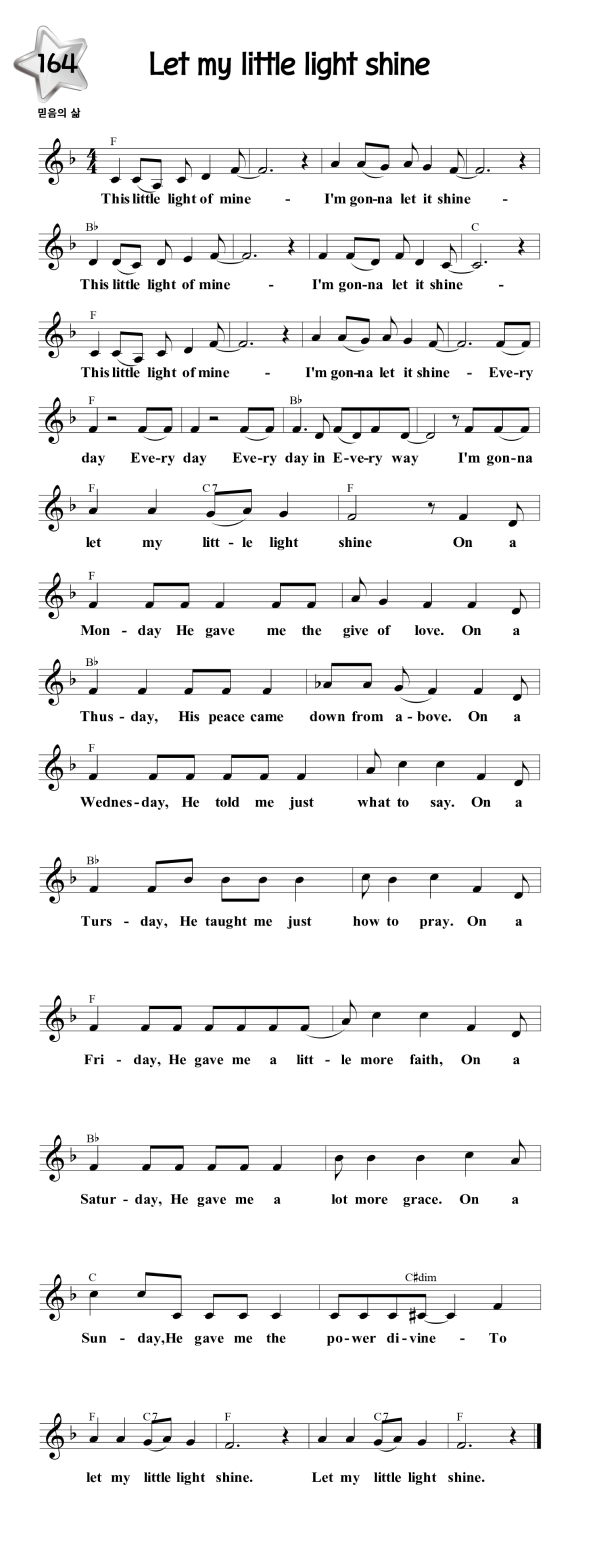 164
Let my little light shine
믿음의 삶
F
This little light of mine - I'm gon-na let it shine -
B♭ C
This little light of mine - I'm gon-na let it shine -
F
This little light of mine - I'm gon-na let it shine - Eve-ry
F B♭
day Eve-ry day Eve-ry day in E-ve-ry way I'm gon-na
F C7 F
let my litt - le light shine On a
F
Mon - day He gave me the give of love. On a
B♭
Thus - day, His peace came down from a - bove. On a
F
Wednes - day, He told me just what to say. On a
B♭
Turs - day, He taught me just how to pray. On a
F
Fri - day, He gave me a litt - le more faith, On a
B♭
Satur - day, He gave me a lot more grace. On a
C C♯dim
Sun - day,He gave me the po-wer di-vine - To
F C7 F C7 F
let my little light shine. Let my little light shine.